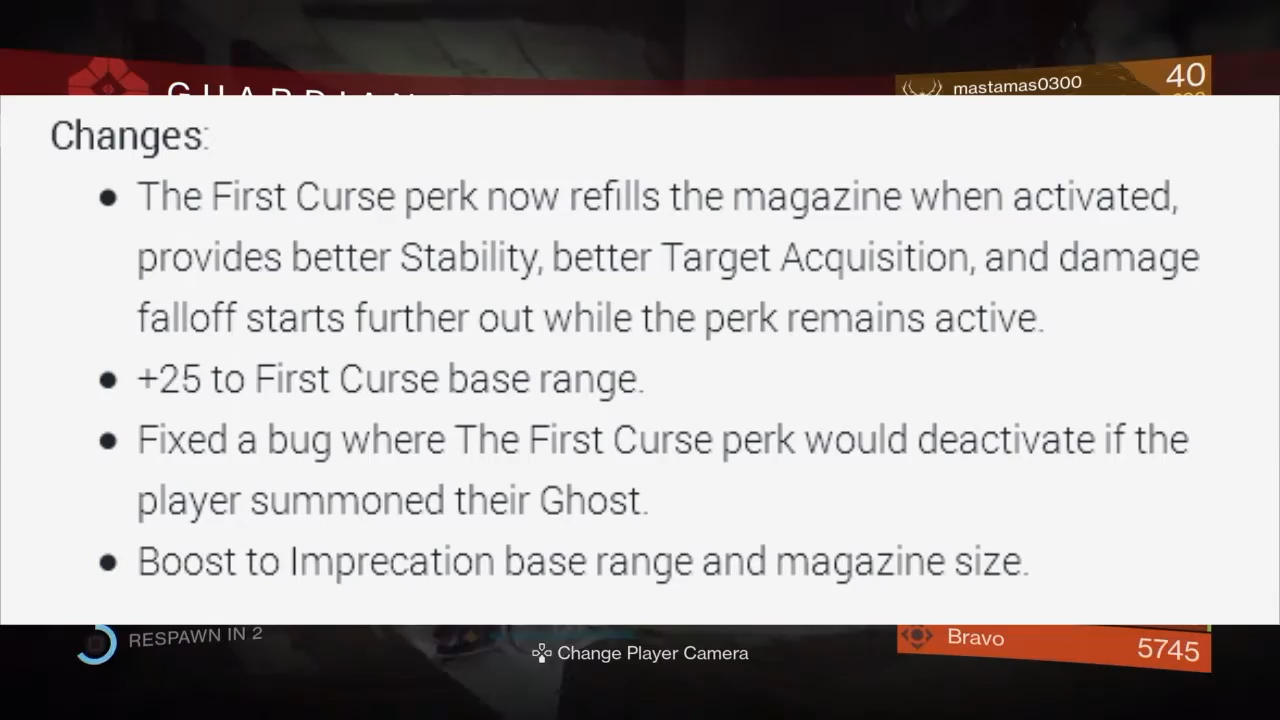 GUARDIAN
mastamas0300 40
Changes:
• The First Curse perk now refills the magazine when activated,
provides better Stability, better Target Acquisition, and damage
falloff starts further out while the perk remains active.
• +25 to First Curse base range.
• Fixed a bug where The First Curse perk would deactivate if the
player summoned their Ghost.
• Boost to Imprecation base range and magazine size.
RESPAWN IN 2
Change Player Camera
Bravo 5745